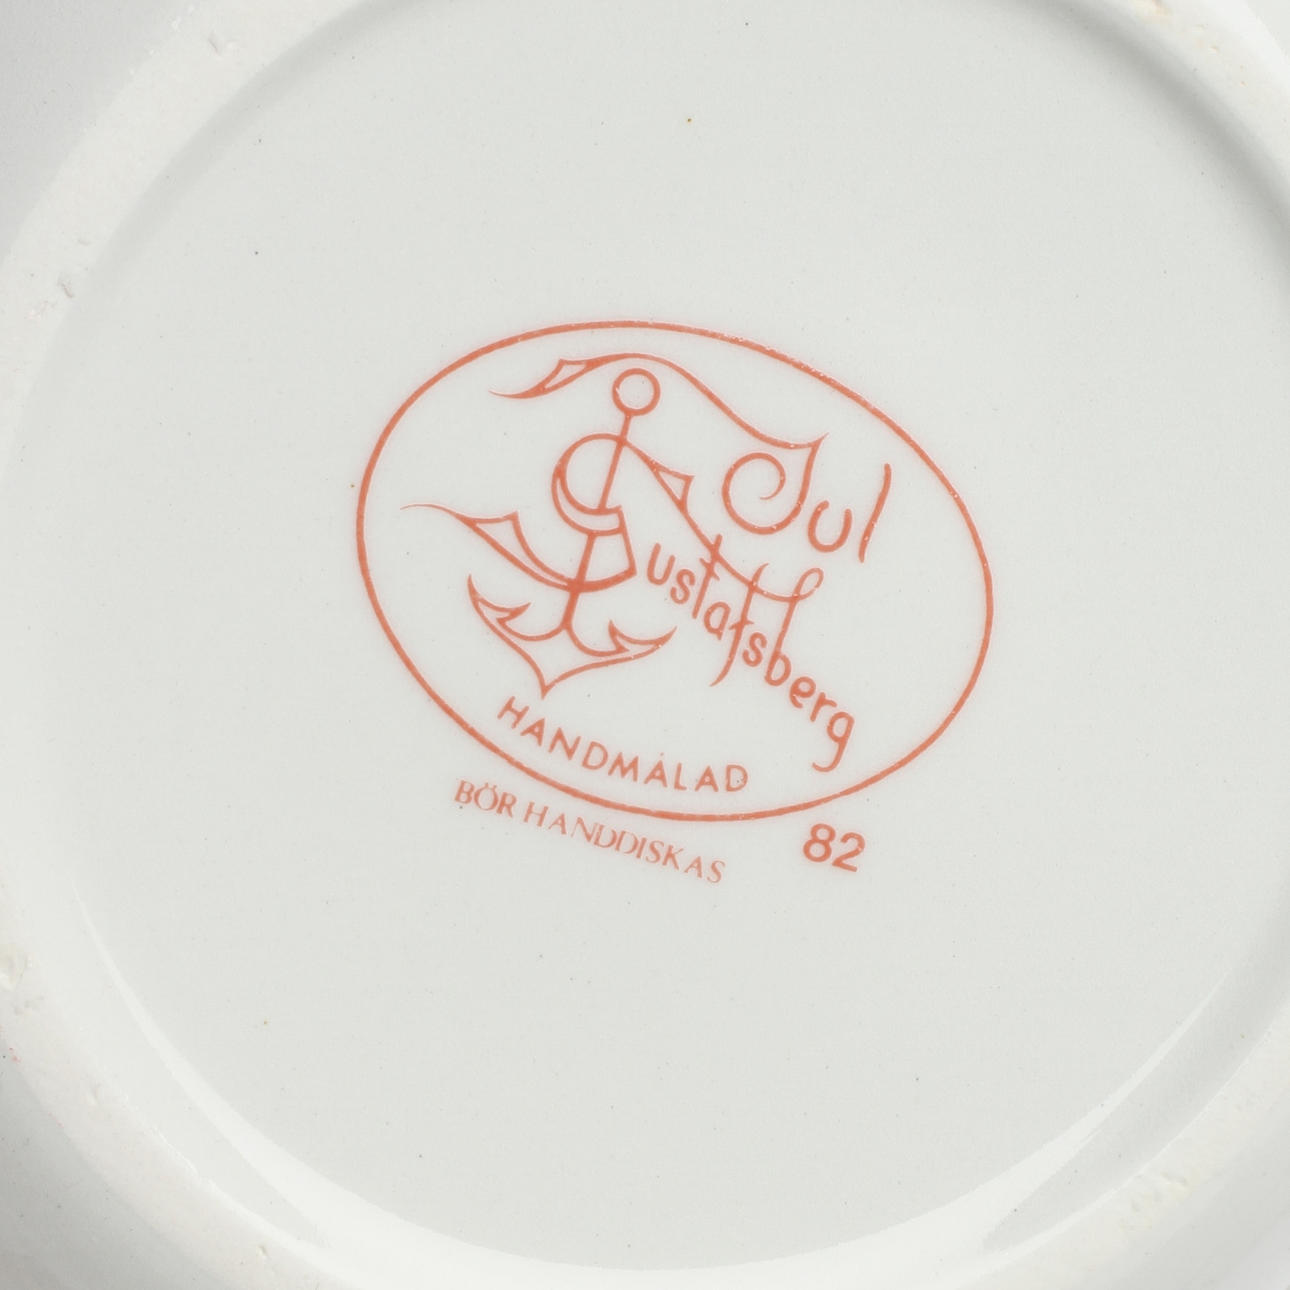 Jul
Gustafsberg
HANDMÅLAD
BÖR HANDDISKAS
82